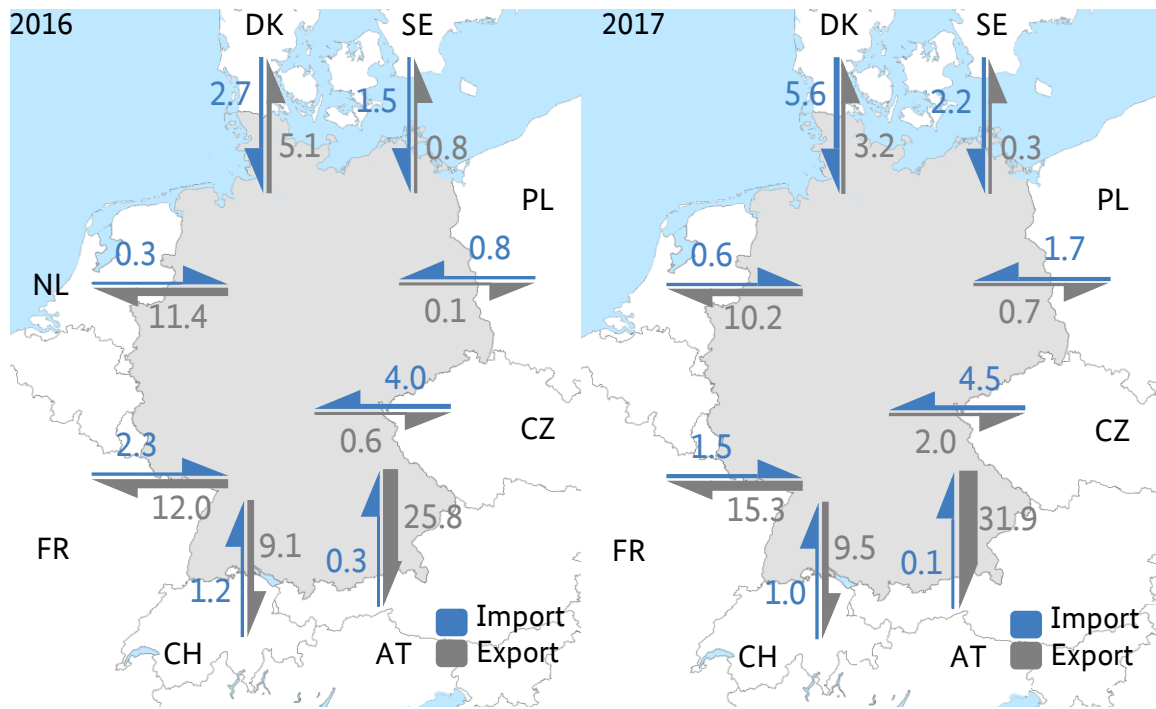 2016
DK
SE
2.7
5.1
1.5
0.8
PL
0.3
0.8
NL
11.4
0.1
4.0
0.6
CZ
2.3
12.0
25.8
9.1
FR
0.3
1.2
CH
AT
Import
Export
2017
DK
SE
5.6
3.2
2.2
0.3
PL
0.6
1.7
10.2
0.7
4.5
2.0
CZ
1.5
15.3
31.9
9.5
FR
0.1
1.0
CH
AT
Import
Export